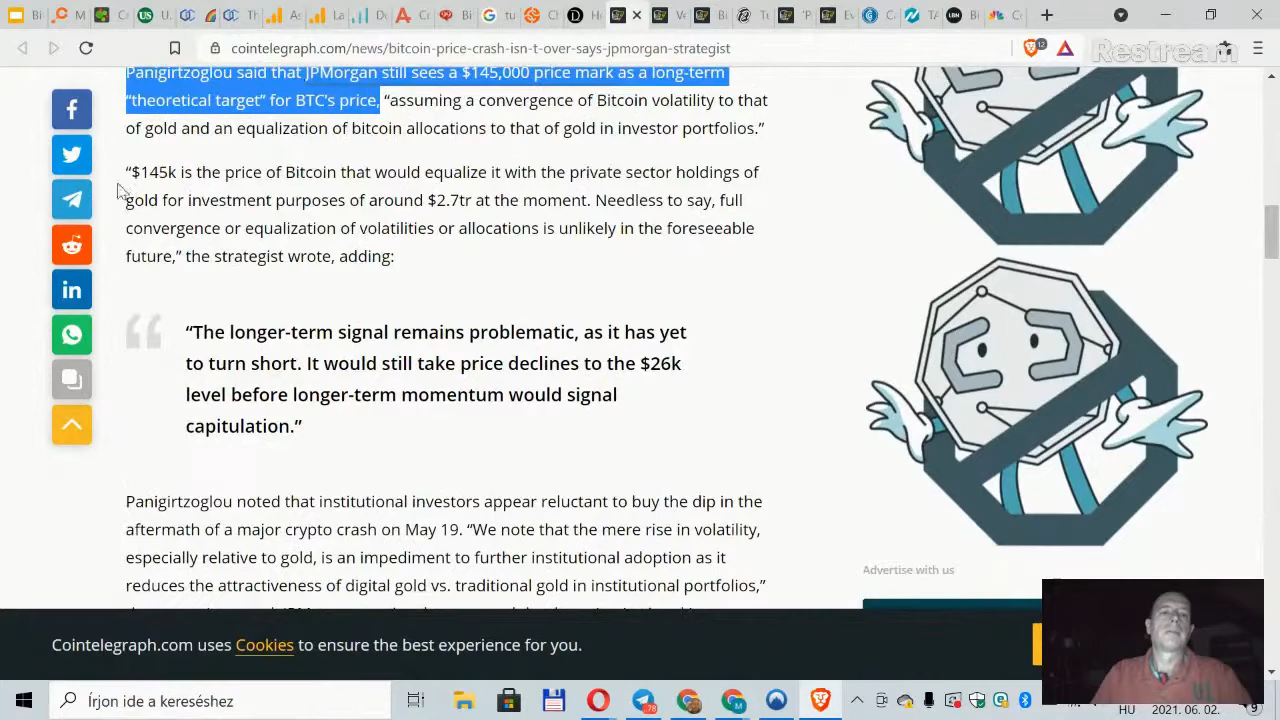 cointelegraph.com/news/bitcoin-price-crash-isn-t-over-says-jpmorgan-strategist
12
Restream
Panigirtzoglou said that JPMorgan still sees a $145,000 price mark as a long-term
“theoretical target” for BTC’s price, “assuming a convergence of Bitcoin volatility to that
of gold and an equalization of bitcoin allocations to that of gold in investor portfolios.”
“$145k is the price of Bitcoin that would equalize it with the private sector holdings of
gold for investment purposes of around $2.7tr at the moment. Needless to say, full
convergence or equalization of volatilities or allocations is unlikely in the foreseeable
future,” the strategist wrote, adding:
“The longer-term signal remains problematic, as it has yet
to turn short. It would still take price declines to the $26k
level before longer-term momentum would signal
capitulation.”
Panigirtzoglou noted that institutional investors appear reluctant to buy the dip in the
aftermath of a major crypto crash on May 19. “We note that the mere rise in volatility,
especially relative to gold, is an impediment to further institutional adoption as it
reduces the attractiveness of digital gold vs. traditional gold in institutional portfolios,”
Advertise with us
Cointelegraph.com uses Cookies to ensure the best experience for you.
Írjon ide a kereséshez
78
HU
2021. 06. 02.